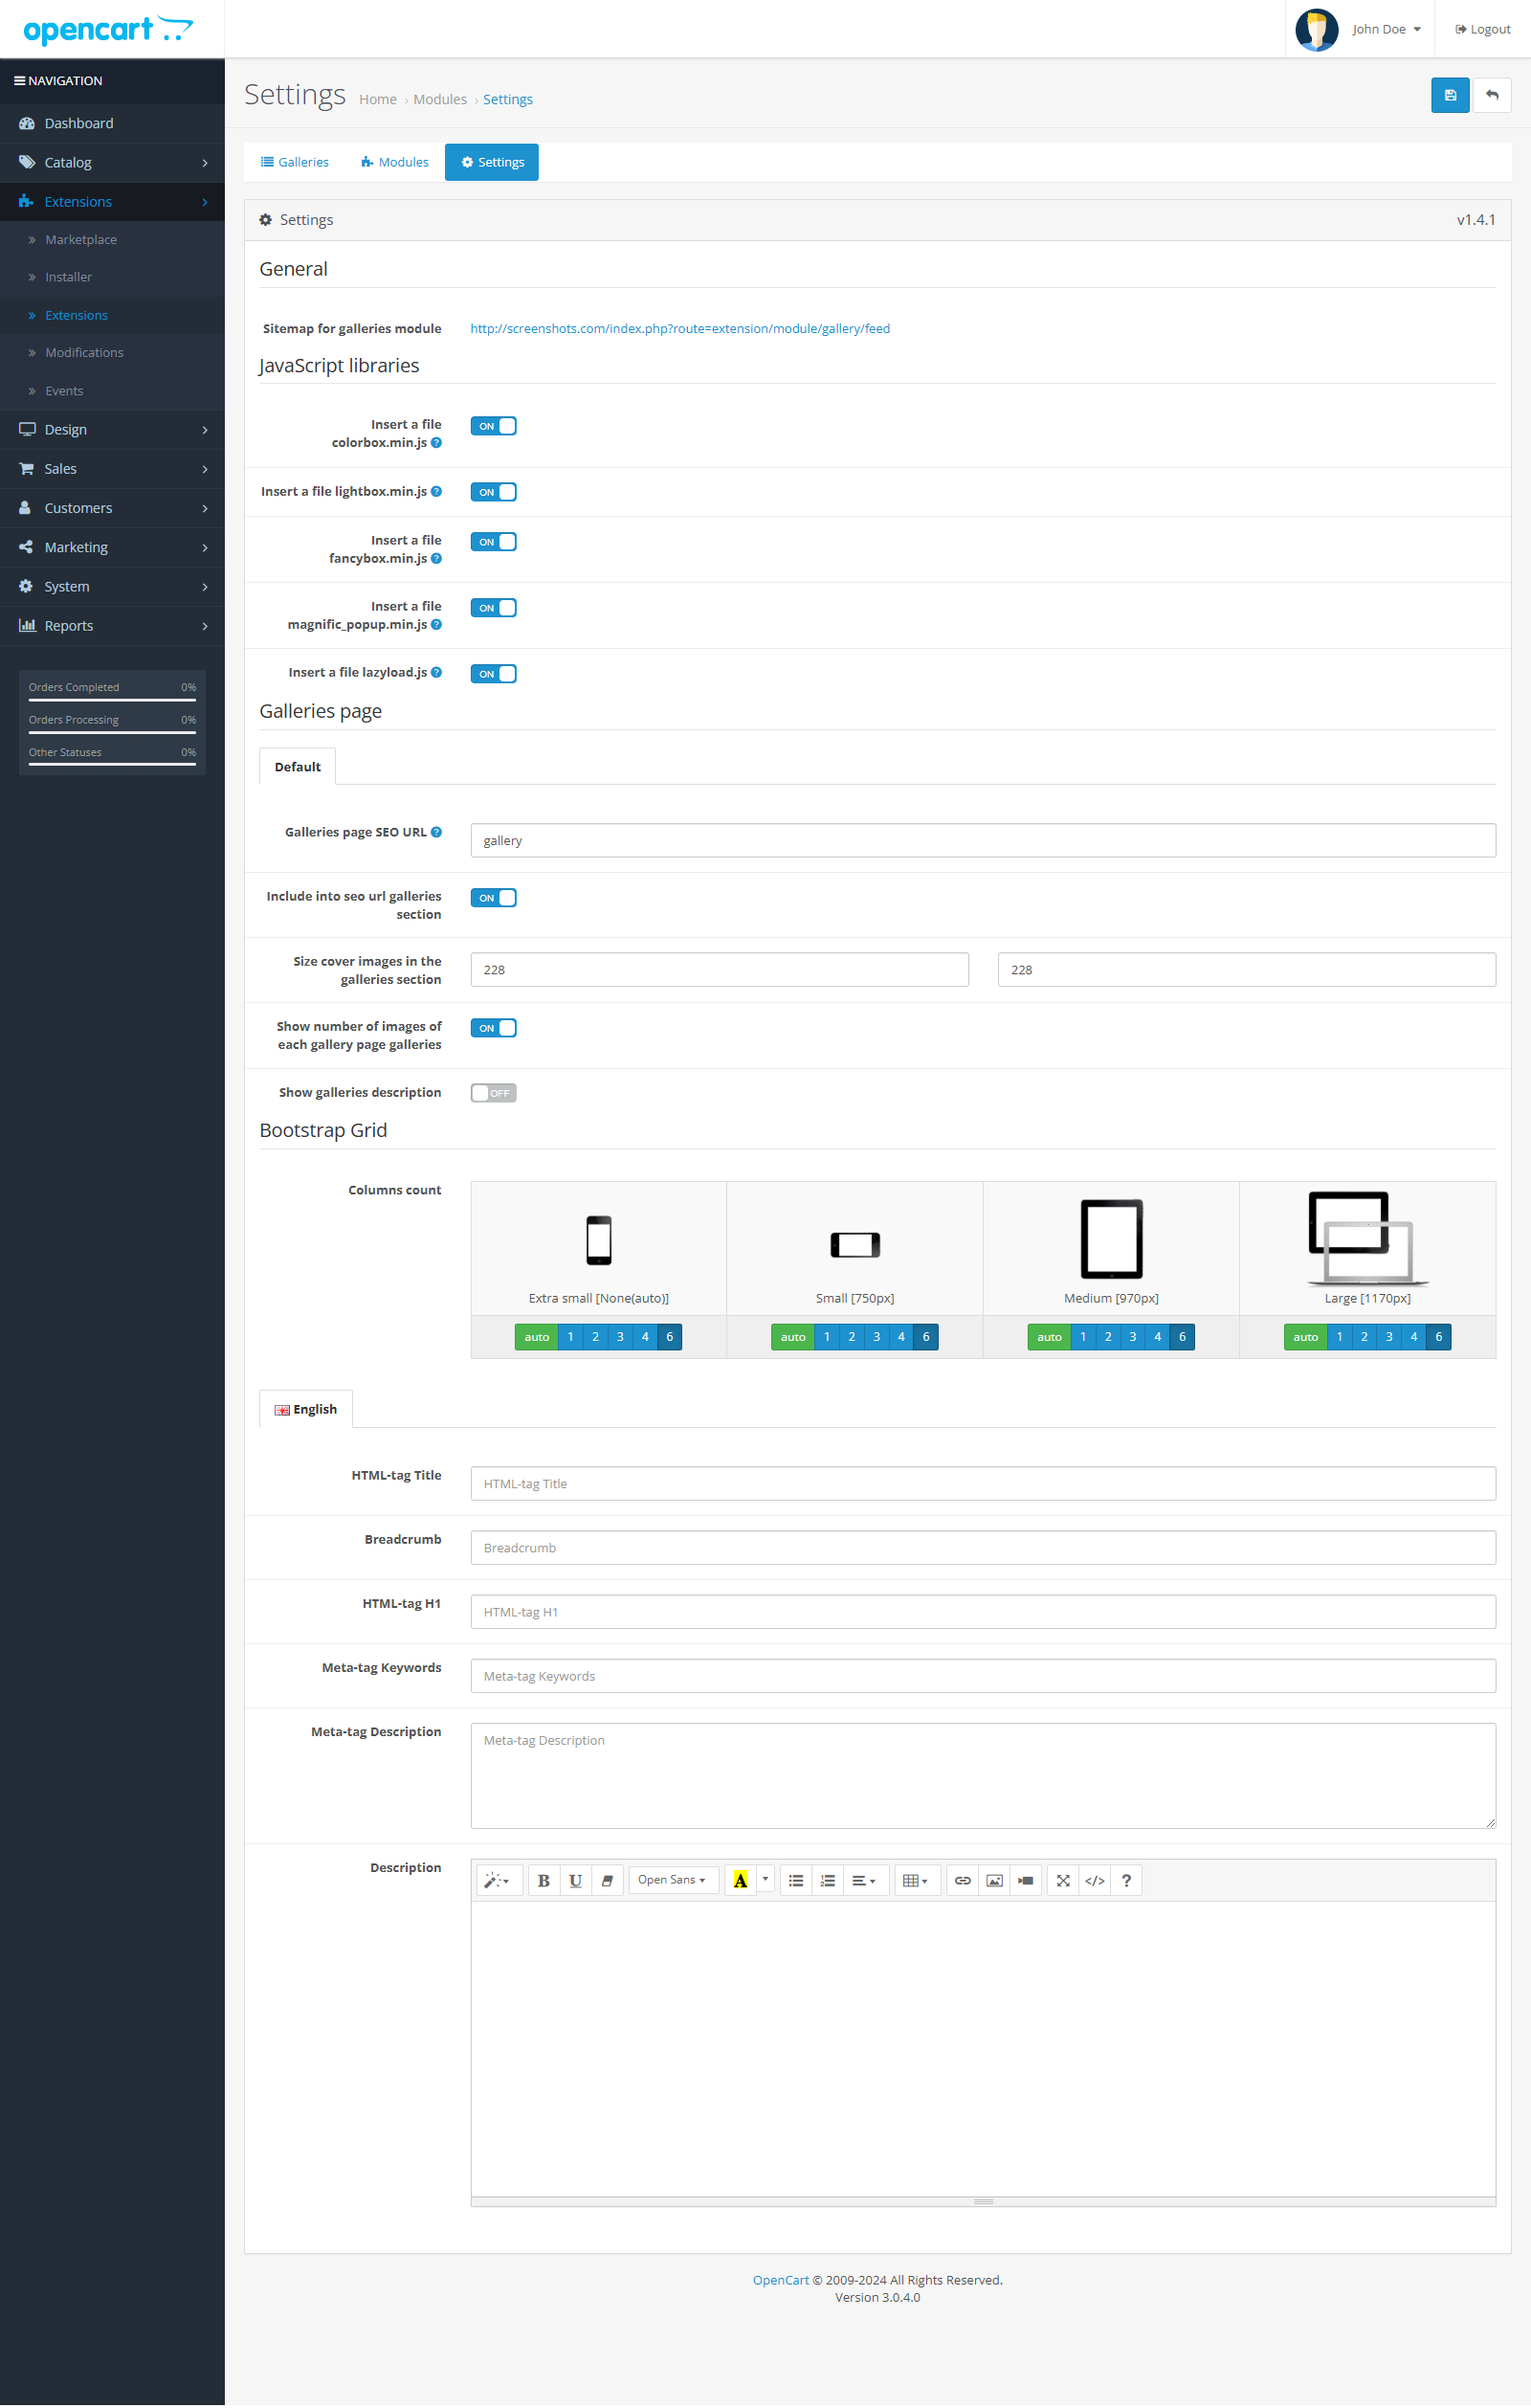 opencart
John Doe
Logout
NAVIGATION
Dashboard
Catalog
Extensions
Marketplace
Installer
Extensions
Modifications
Events
Design
Sales
Customers
Marketing
System
Reports
Orders Completed 0%
Orders Processing 0%
Other Statuses 0%
Settings Home › Modules › Settings
Galleries Modules Settings
Settings v1.4.1
General
Sitemap for galleries module http://screenshots.com/index.php?route=extension/module/gallery/feed
JavaScript libraries
Insert a file
colorbox.min.js ? ON
Insert a file lightbox.min.js ? ON
Insert a file
fancybox.min.js ? ON
Insert a file
magnific_popup.min.js ? ON
Insert a file lazyload.js ? ON
Galleries page
Default
Galleries page SEO URL ? gallery
Include into seo url galleries
section ON
Size cover images in the
galleries section 228 228
Show number of images of
each gallery page galleries ON
Show galleries description OFF
Bootstrap Grid
Columns count
Extra small [None(auto)] Small [750px] Medium [970px] Large [1170px]
auto 1 2 3 4 6 auto 1 2 3 4 6 auto 1 2 3 4 6 auto 1 2 3 4 6
English
HTML-tag Title HTML-tag Title
Breadcrumb Breadcrumb
HTML-tag H1 HTML-tag H1
Meta-tag Keywords Meta-tag Keywords
Meta-tag Description Meta-tag Description
Description B U Open Sans A </> ?
OpenCart © 2009-2024 All Rights Reserved.
Version 3.0.4.0